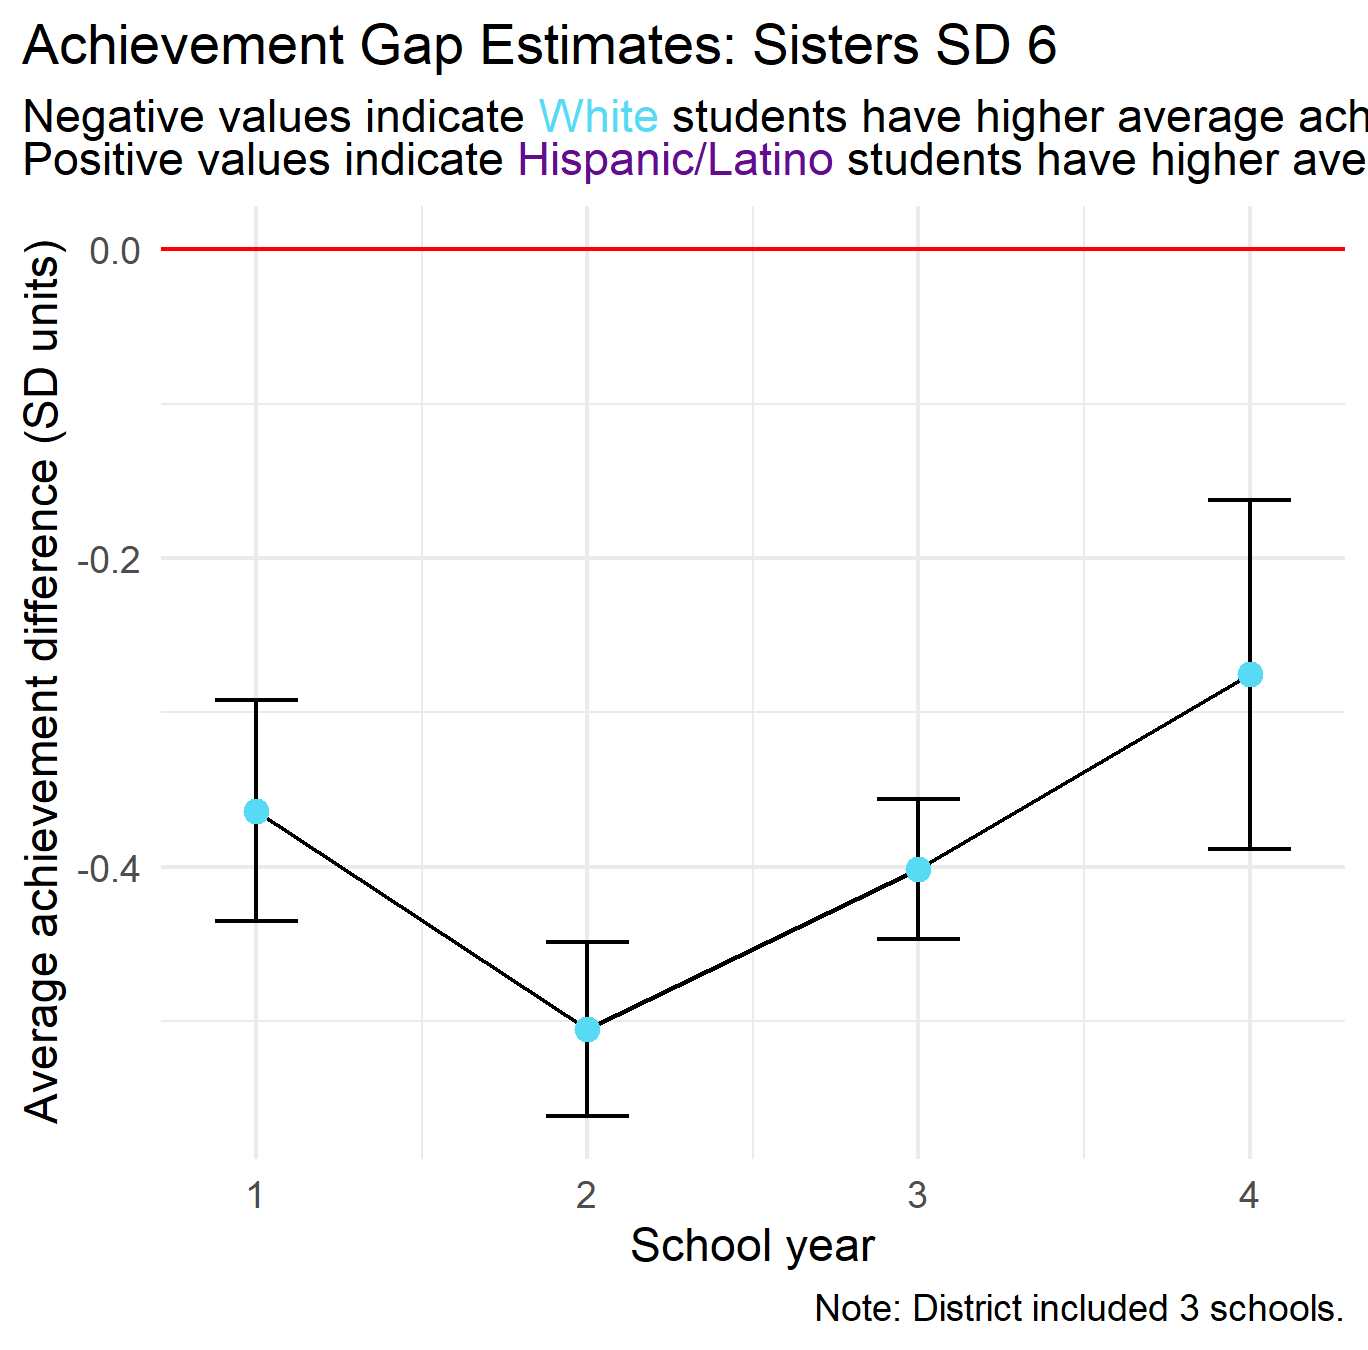 Achievement Gap Estimates: Sisters SD 6
Negative values indicate White students have higher average
Positive values indicate Hispanic/Latino students have higher
Average achievement difference (SD units)
0.0
-0.2
-0.4
1 2 3 4
School year
Note: District included 3 schools.